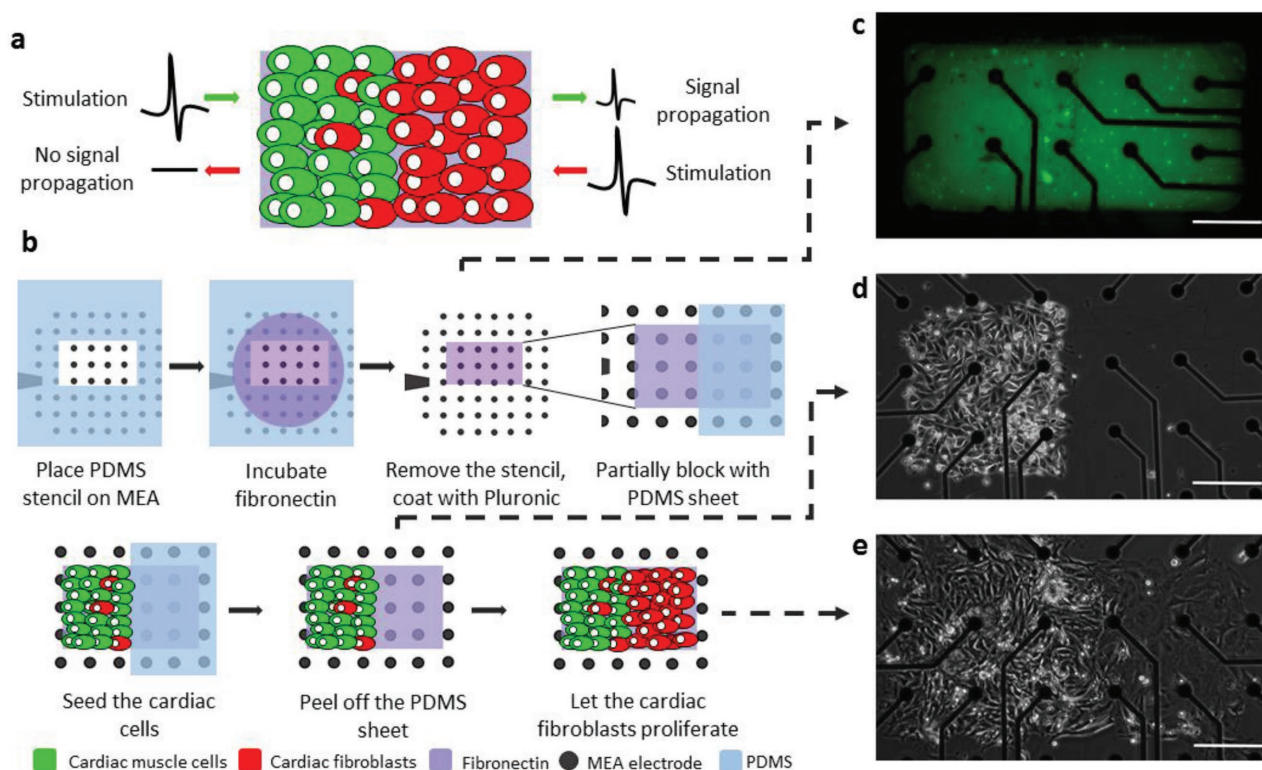 a
Stimulation
No signal
propagation
Signal
propagation
Stimulation
b
Place PDMS
stencil on MEA
Incubate
fibronectin
Remove the stencil,
coat with Pluronic
Partially block with
PDMS sheet
Seed the cardiac
cells
Peel off the PDMS
sheet
Let the cardiac
fibroblasts proliferate
Cardiac muscle cells
Cardiac fibroblasts
Fibronectin
MEA electrode
PDMS
c
d
e